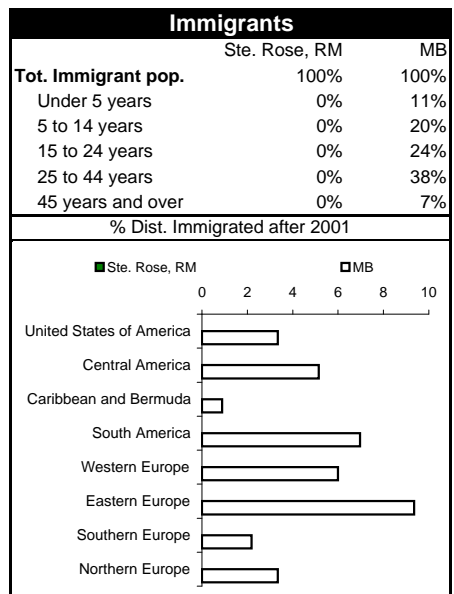 Immigrants
Ste. Rose, RM MB
Tot. Immigrant pop. 100% 100%
Under 5 years 0% 11%
5 to 14 years 0% 20%
15 to 24 years 0% 24%
25 to 44 years 0% 38%
45 years and over 0% 7%
% Dist. Immigrated after 2001
Ste. Rose, RM MB
0 2 4 6 8 10
United States of America
Central America
Caribbean and Bermuda
South America
Western Europe
Eastern Europe
Southern Europe
Northern Europe